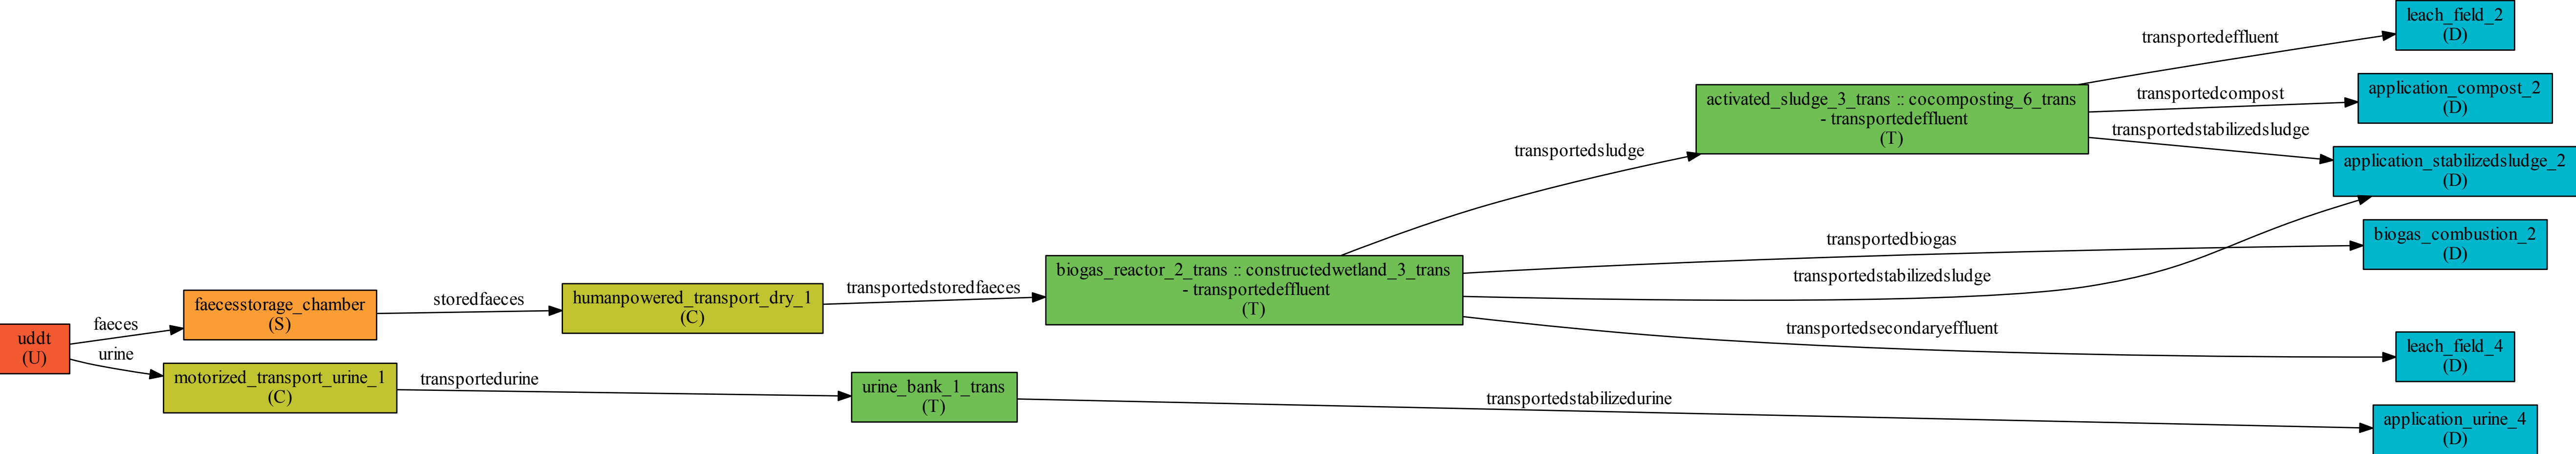 leach_field_2
(D)
transportedeffluent
application_compost_2
(D)
activated_sludge_3_trans :: cocomposting_6_trans
- transportedeffluent
(T)
transportedcompost
transportedstabilizedsludge
application_stabilizedsludge_2
(D)
transportedsludge
biogas_combustion_2
(D)
transportedbiogas
biogas_reactor_2_trans :: constructedwetland_3_trans
- transportedeffluent
(T)
transportedstabilizedsludge
transportedsecondaryeffluent
leach_field_4
(D)
uddt
(U)
faeces
urine
faecesstorage_chamber
(S)
storedfaeces
humanpowered_transport_dry_1
(C)
transportedstoredfaeces
motorized_transport_urine_1
(C)
transportedurine
urine_bank_1_trans
(T)
transportedstabilizedurine
application_urine_4
(D)